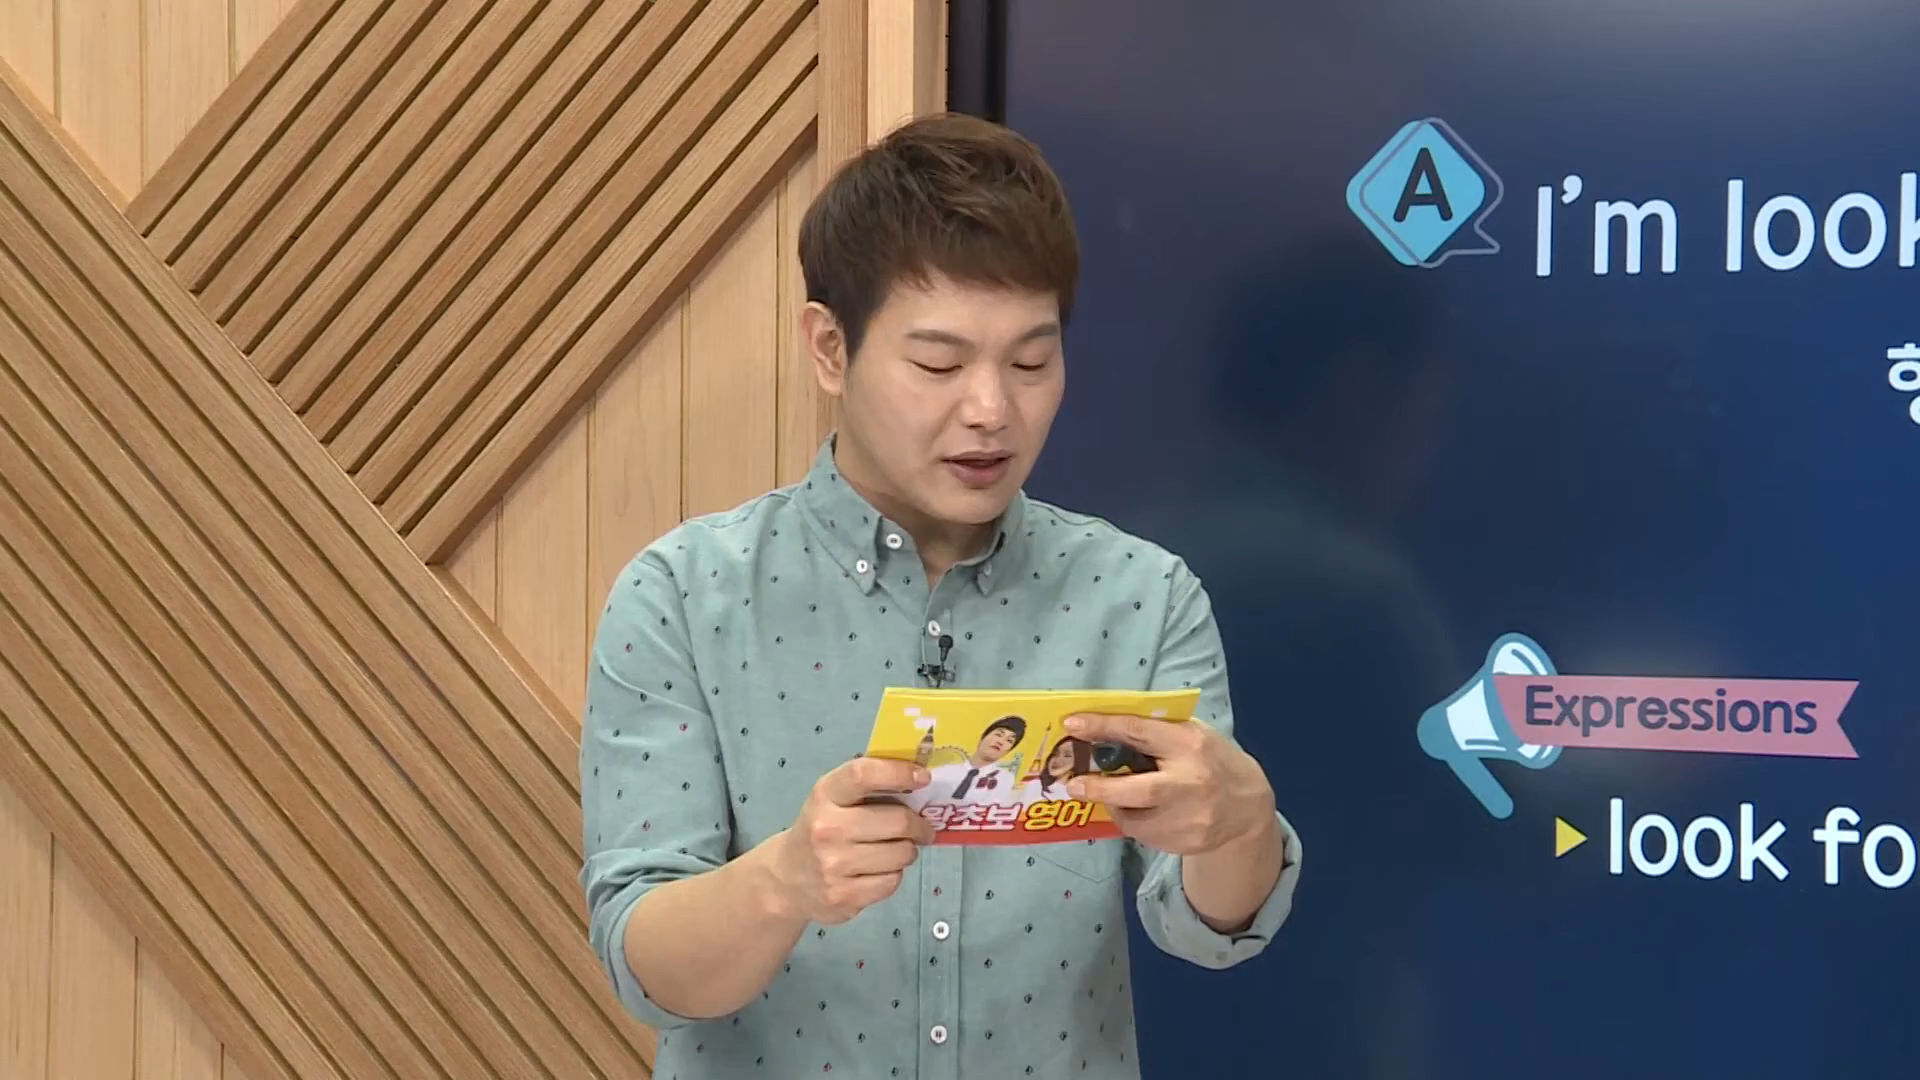 A
I'm look
Expressions
look fo
왕초보 영어